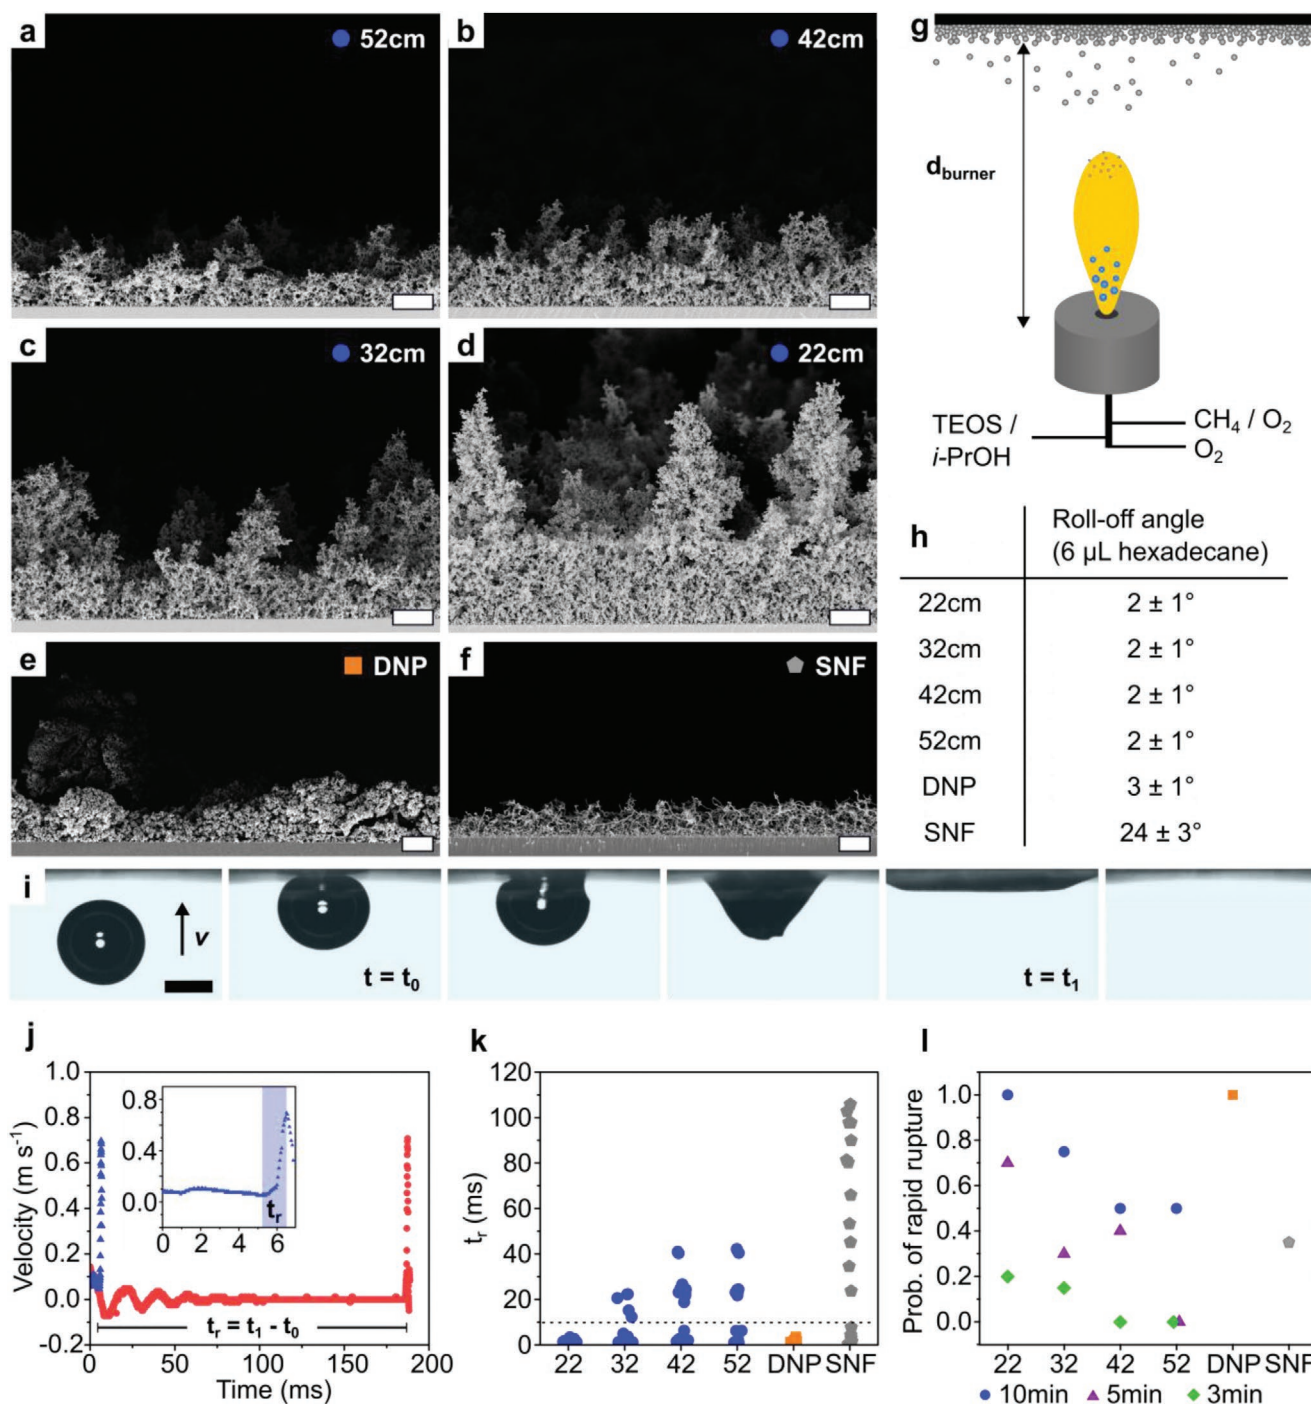 a
52cm
b
42cm
c
32cm
d
22cm
e
DNP
f
SNF
g
d_burner
TEOS /
i-PrOH
CH₄ / O₂
O₂
h
Roll-off angle
(6 µL hexadecane)
22cm 2 ± 1°
32cm 2 ± 1°
42cm 2 ± 1°
52cm 2 ± 1°
DNP 3 ± 1°
SNF 24 ± 3°
i
v
t = t₀
t = t₁
j
Velocity (m s⁻¹)
1.0
0.8
0.6
0.4
0.2
0.0
-0.2
0.8
0.4
0.0
tᵣ
0 2 4 6
tᵣ = t₁ - t₀
0 50 100 150 200
Time (ms)
k
tᵣ (ms)
120
100
80
60
40
20
0
22 32 42 52 DNP SNF
l
Prob. of rapid rupture
1.0
0.8
0.6
0.4
0.2
0.0
22 32 42 52 DNP SNF
10min 5min 3min